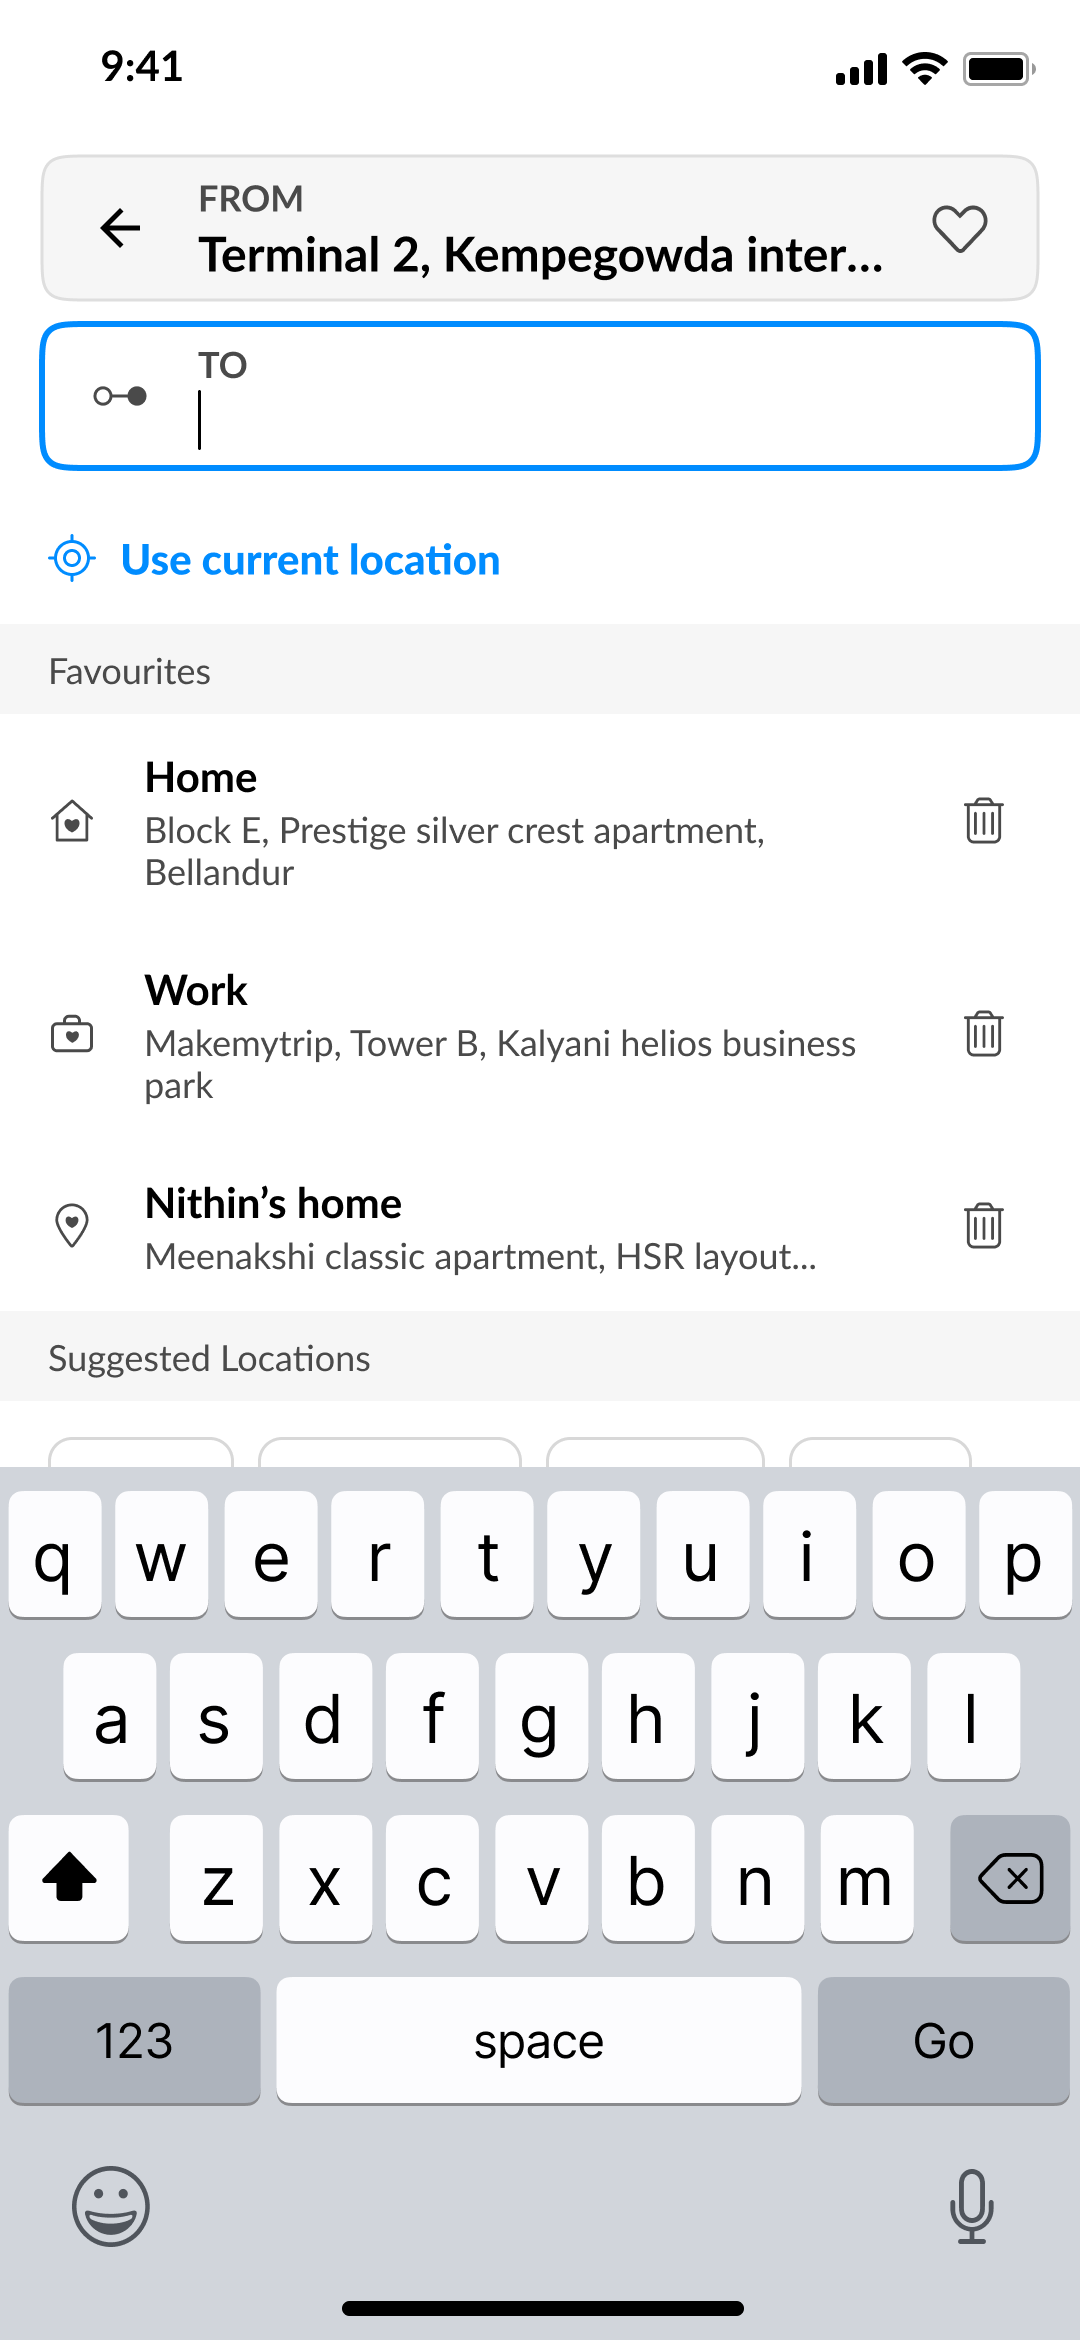 9:41
FROM
Terminal 2, Kempegowda inter...
TO
Use current location
Favourites
Home
Block E, Prestige silver crest apartment,
Bellandur
Work
Makemytrip, Tower B, Kalyani helios business
park
Nithin’s home
Meenakshi classic apartment, HSR layout...
Suggested Locations
q w e r t y u i o p
a s d f g h j k l
z x c v b n m
123 space Go